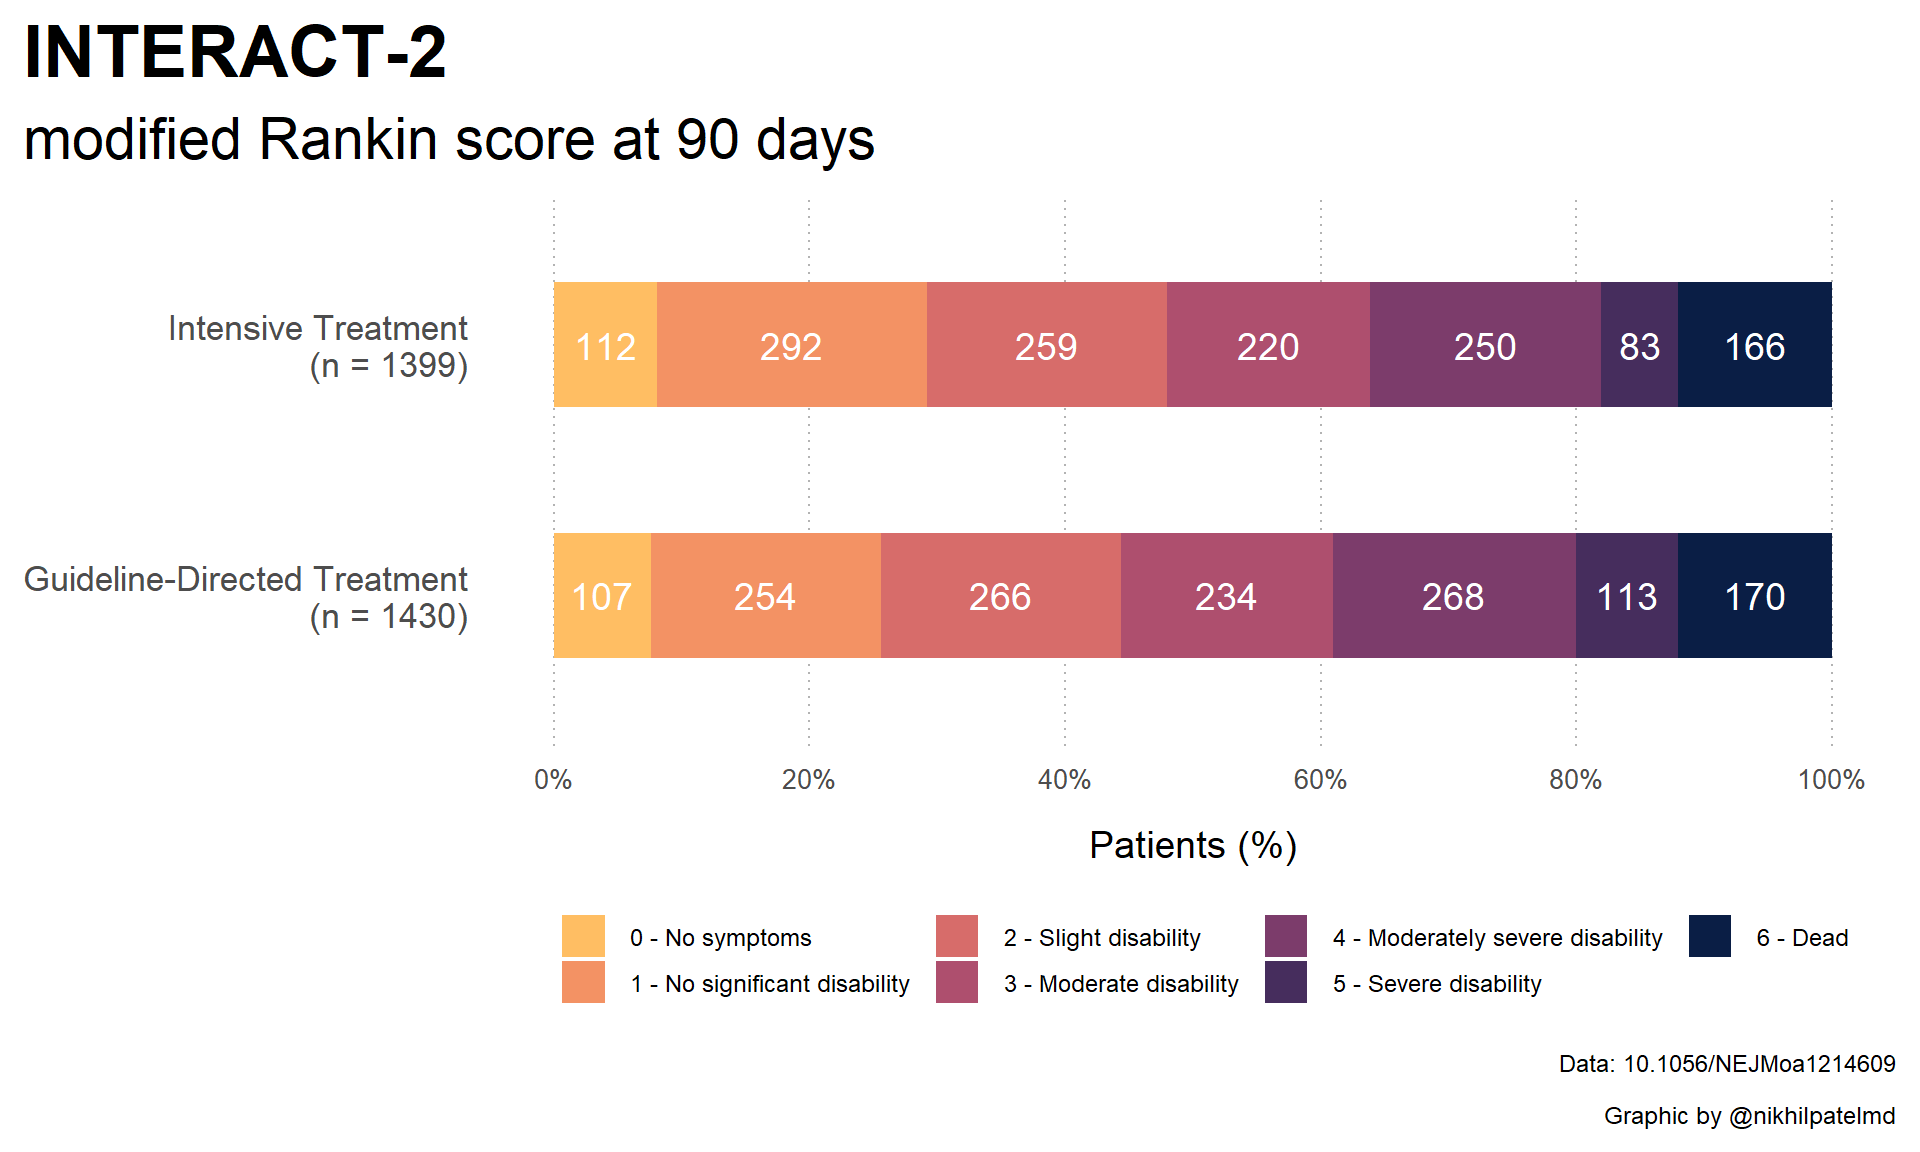 INTERACT-2
modified Rankin score at 90 days
Intensive Treatment
(n = 1399)
112 292 259 220 250 83 166
Guideline-Directed Treatment
(n = 1430)
107 254 266 234 268 113 170
0% 20% 40% 60% 80% 100%
Patients (%)
0 - No symptoms 2 - Slight disability 4 - Moderately severe disability 6 - Dead
1 - No significant disability 3 - Moderate disability 5 - Severe disability
Data: 10.1056/NEJMoa1214609
Graphic by @nikhilpatelmd